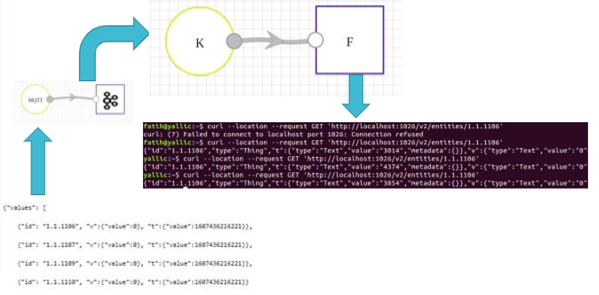 K
F
MQTT
fatih@yallic:~$ curl --location --request GET 'http://localhost:1026/v2/entities/1.1.1106'
curl: (7) Failed to connect to localhost port 1026: Connection refused
fatih@yallic:~$ curl --location --request GET 'http://localhost:1026/v2/entities/1.1.1106'
{"id":"1.1.1106","type":"Thing","t":{"type":"Text","value":"3014","metadata":{}},"v":{"type":"Text","value":"0"
yallic:~$ curl --location --request GET 'http://localhost:1026/v2/entities/1.1.1106'
{"id":"1.1.1106","type":"Thing","t":{"type":"Text","value":"4374","metadata":{}},"v":{"type":"Text","value":"0"
yallic:~$ curl --location --request GET 'http://localhost:1026/v2/entities/1.1.1106'
{"id":"1.1.1106","type":"Thing","t":{"type":"Text","value":"3854","metadata":{}},"v":{"type":"Text","value":"0"
{"values": [
{"id": "1.1.1106", "v":{"value":0}, "t":{"value":1607436216221}},
{"id": "1.1.1107", "v":{"value":0}, "t":{"value":1607436216221}},
{"id": "1.1.1109", "v":{"value":0}, "t":{"value":1607436216221}},
{"id": "1.1.1110", "v":{"value":0}, "t":{"value":1607436216221}}